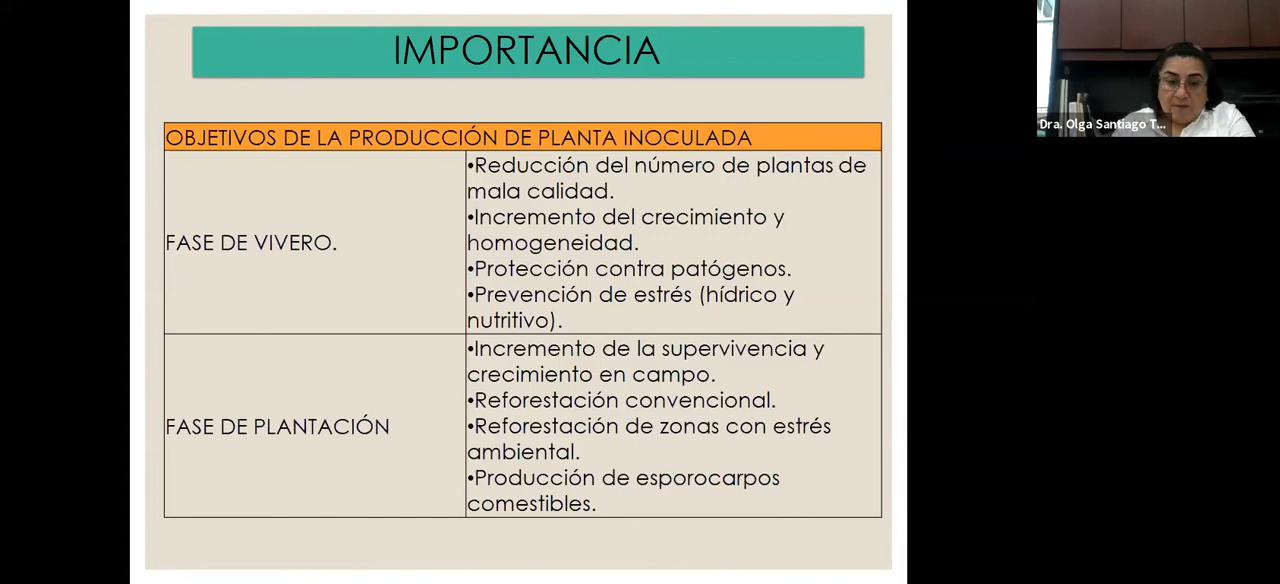 IMPORTANCIA
OBJETIVOS DE LA PRODUCCIÓN DE PLANTA INOCULADA
FASE DE VIVERO.
•Reducción del número de plantas de
mala calidad.
•Incremento del crecimiento y
homogeneidad.
•Protección contra patógenos.
•Prevención de estrés (hídrico y
nutritivo).
FASE DE PLANTACIÓN
•Incremento de la supervivencia y
crecimiento en campo.
•Reforestación convencional.
•Reforestación de zonas con estrés
ambiental.
•Producción de esporocarpos
comestibles.
Dra. Olga Santiago T...